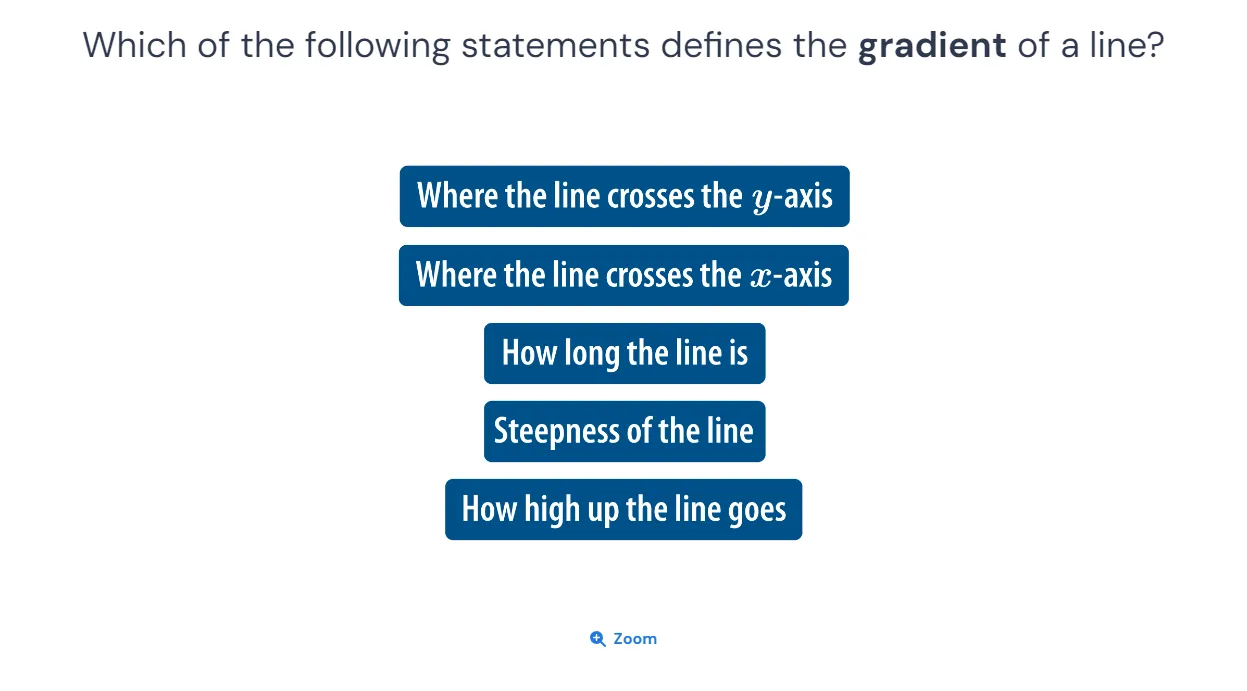 Which of the following statements defines the gradient of a line?
Where the line crosses the y-axis
Where the line crosses the x-axis
How long the line is
Steepness of the line
How high up the line goes
Zoom